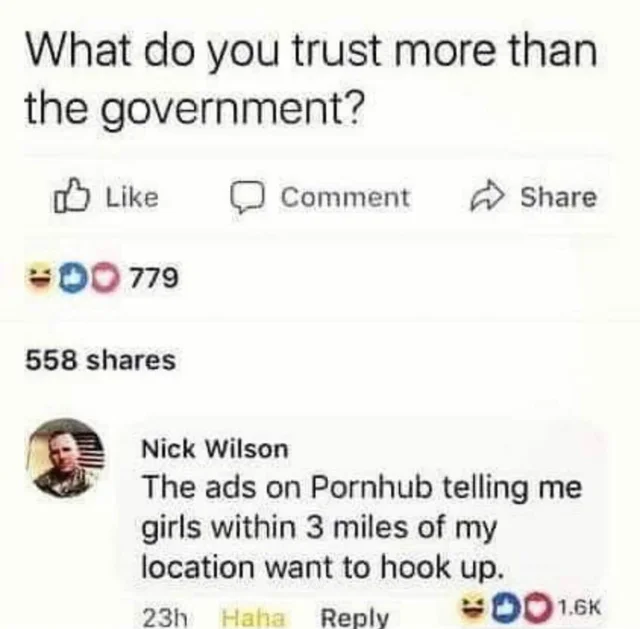 What do you trust more than
the government?
Like Comment Share
779
558 shares
Nick Wilson
The ads on Pornhub telling me
girls within 3 miles of my
location want to hook up.
23h Haha Reply 1.6K